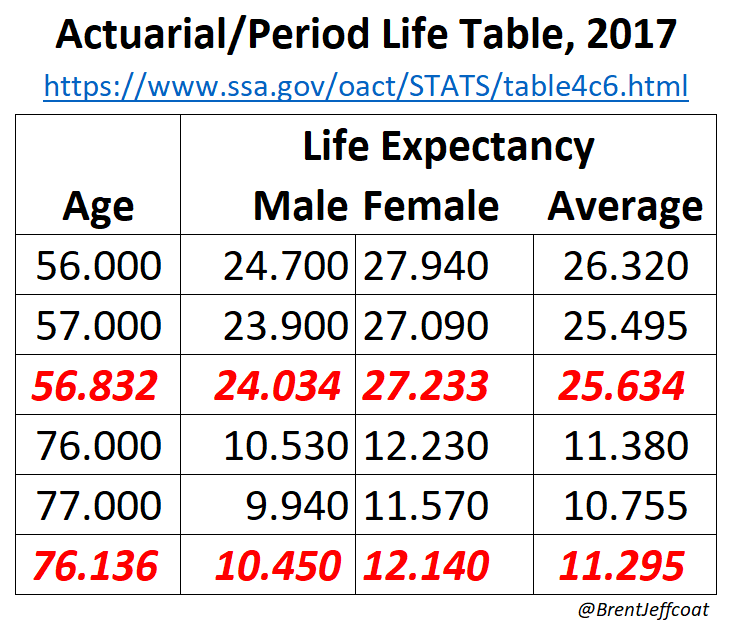 Actuarial/Period Life Table, 2017
https://www.ssa.gov/oact/STATS/table4c6.html
Life Expectancy
Age Male Female Average
56.000 24.700 27.940 26.320
57.000 23.900 27.090 25.495
56.832 24.034 27.233 25.634
76.000 10.530 12.230 11.380
77.000 9.940 11.570 10.755
76.136 10.450 12.140 11.295
@BrentJeffcoat